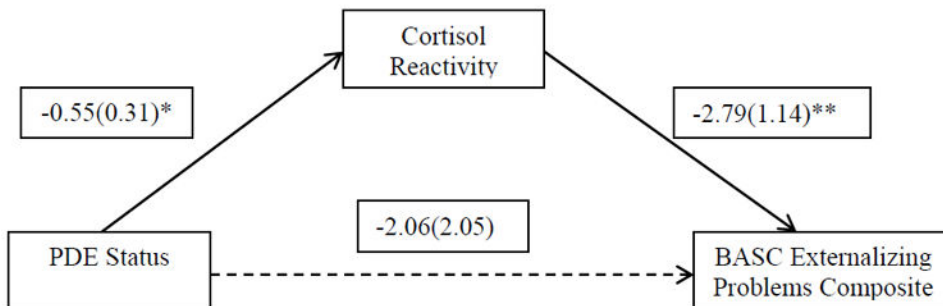 Cortisol
Reactivity
-0.55(0.31)*
-2.79(1.14)**
-2.06(2.05)
PDE Status
BASC Externalizing
Problems Composite